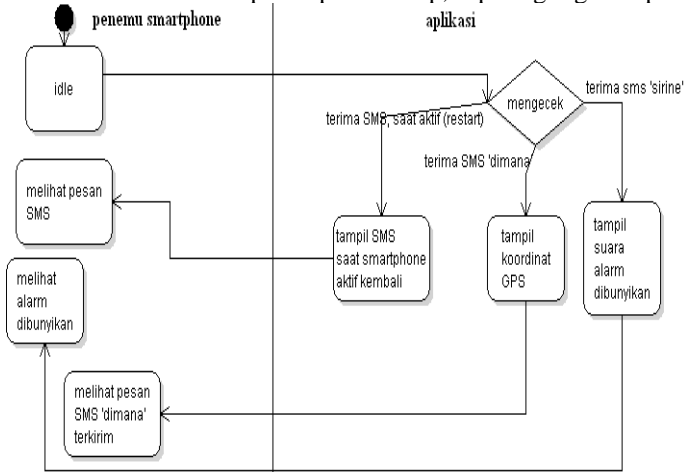 penemu smartphone
aplikasi
idle
mengecek
terima sms 'sirine'
terima SMS, saat aktif (restart)
terima SMS 'dimana
melihat pesan
SMS
tampil SMS
saat smartphone
aktif kembali
tampil
koordinat
GPS
tampil
suara
alarm
dibunyikan
melihat
alarm
dibunyikan
melihat pesan
SMS 'dimana'
terkirim